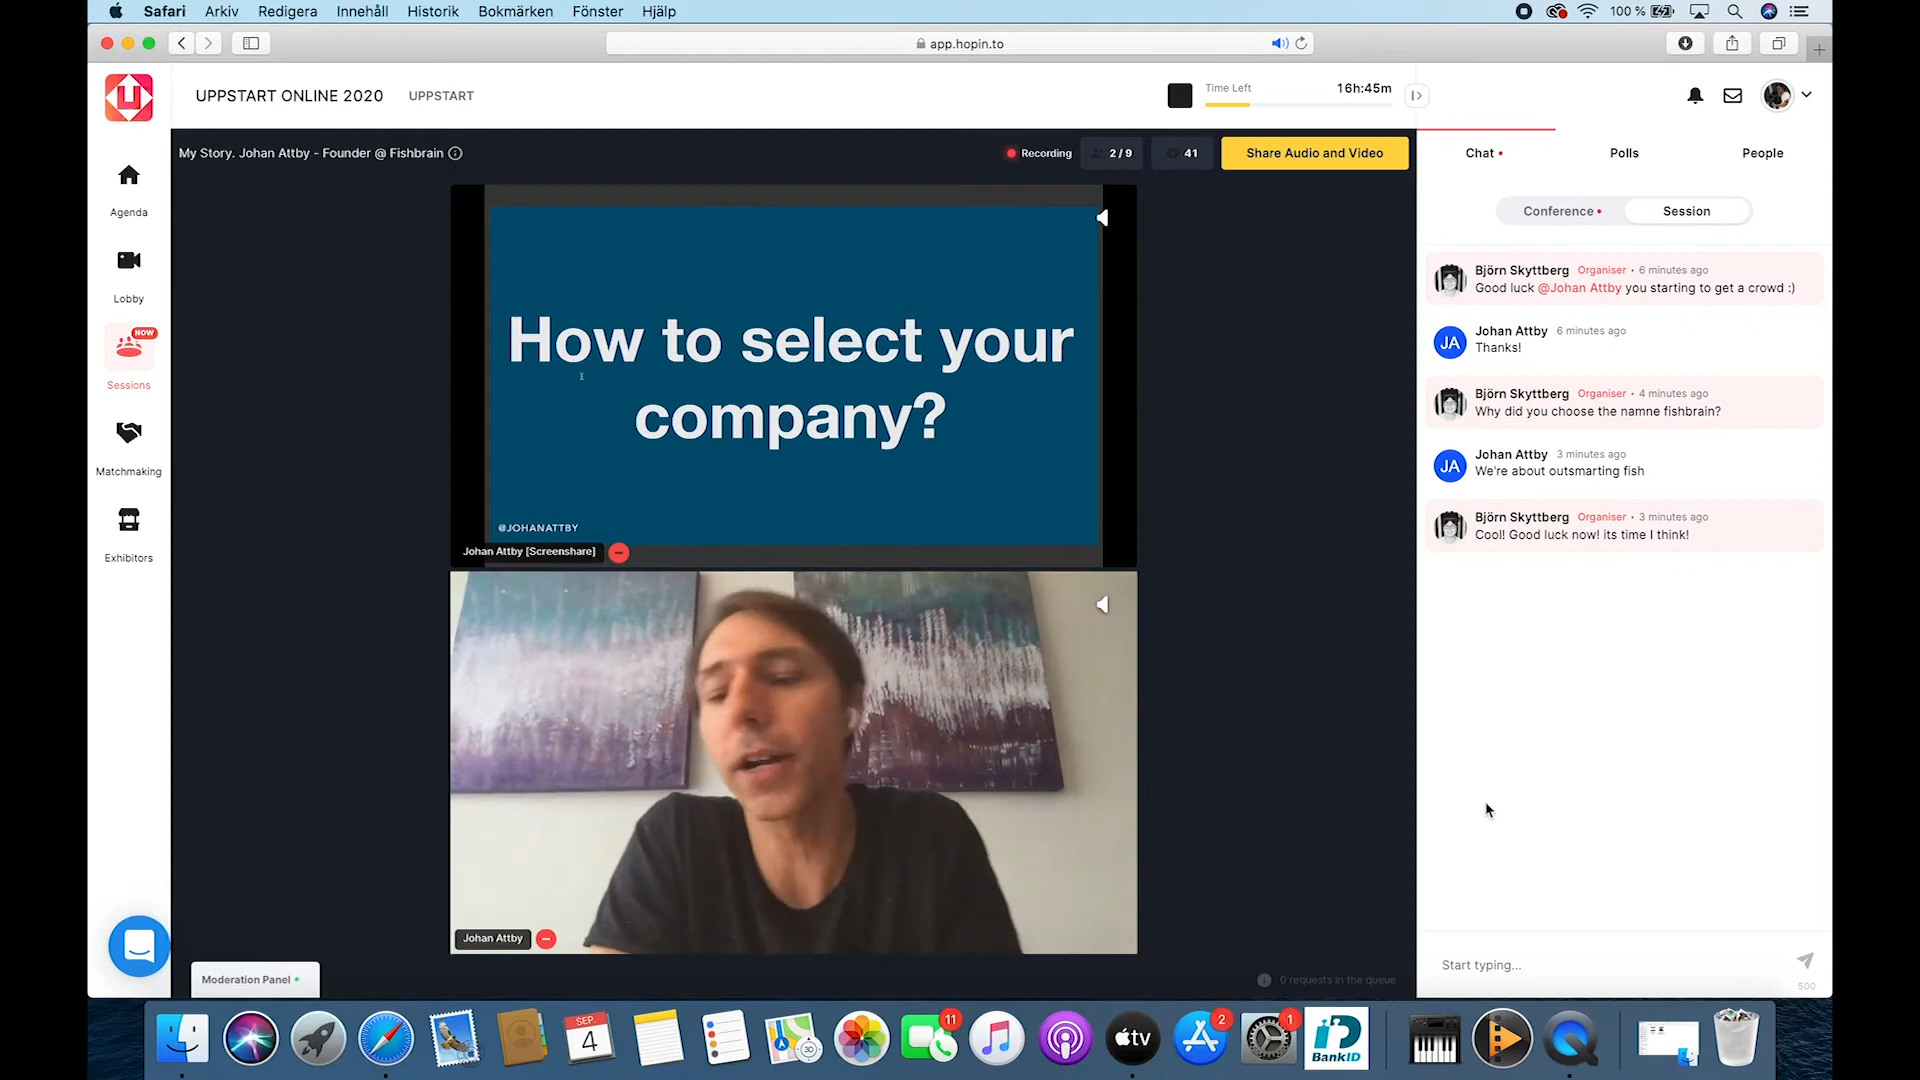 Safari Arkiv Redigera Innehåll Historik Bokmärken Fönster Hjälp
100 %
app.hopin.to
UPPSTART ONLINE 2020 UPPSTART
Time Left 16h:45m
My Story. Johan Attby - Founder @ Fishbrain
Recording 2 / 9 41 Share Audio and Video
Agenda
Lobby
NOW
Sessions
Matchmaking
Exhibitors
How to select your
company?
@JOHANATTBY
Johan Attby [Screenshare]
Johan Attby
Moderation Panel
0 requests in the queue
Chat Polls People
Conference Session
Björn Skyttberg Organiser • 6 minutes ago
Good luck @Johan Attby you starting to get a crowd :)
JA
Johan Attby 6 minutes ago
Thanks!
Björn Skyttberg Organiser • 4 minutes ago
Why did you choose the namne fishbrain?
JA
Johan Attby 3 minutes ago
We're about outsmarting fish
Björn Skyttberg Organiser • 3 minutes ago
Cool! Good luck now! its time I think!
Start typing...
500
SEP.
4
30
11
tv
2
1
iD
BankID